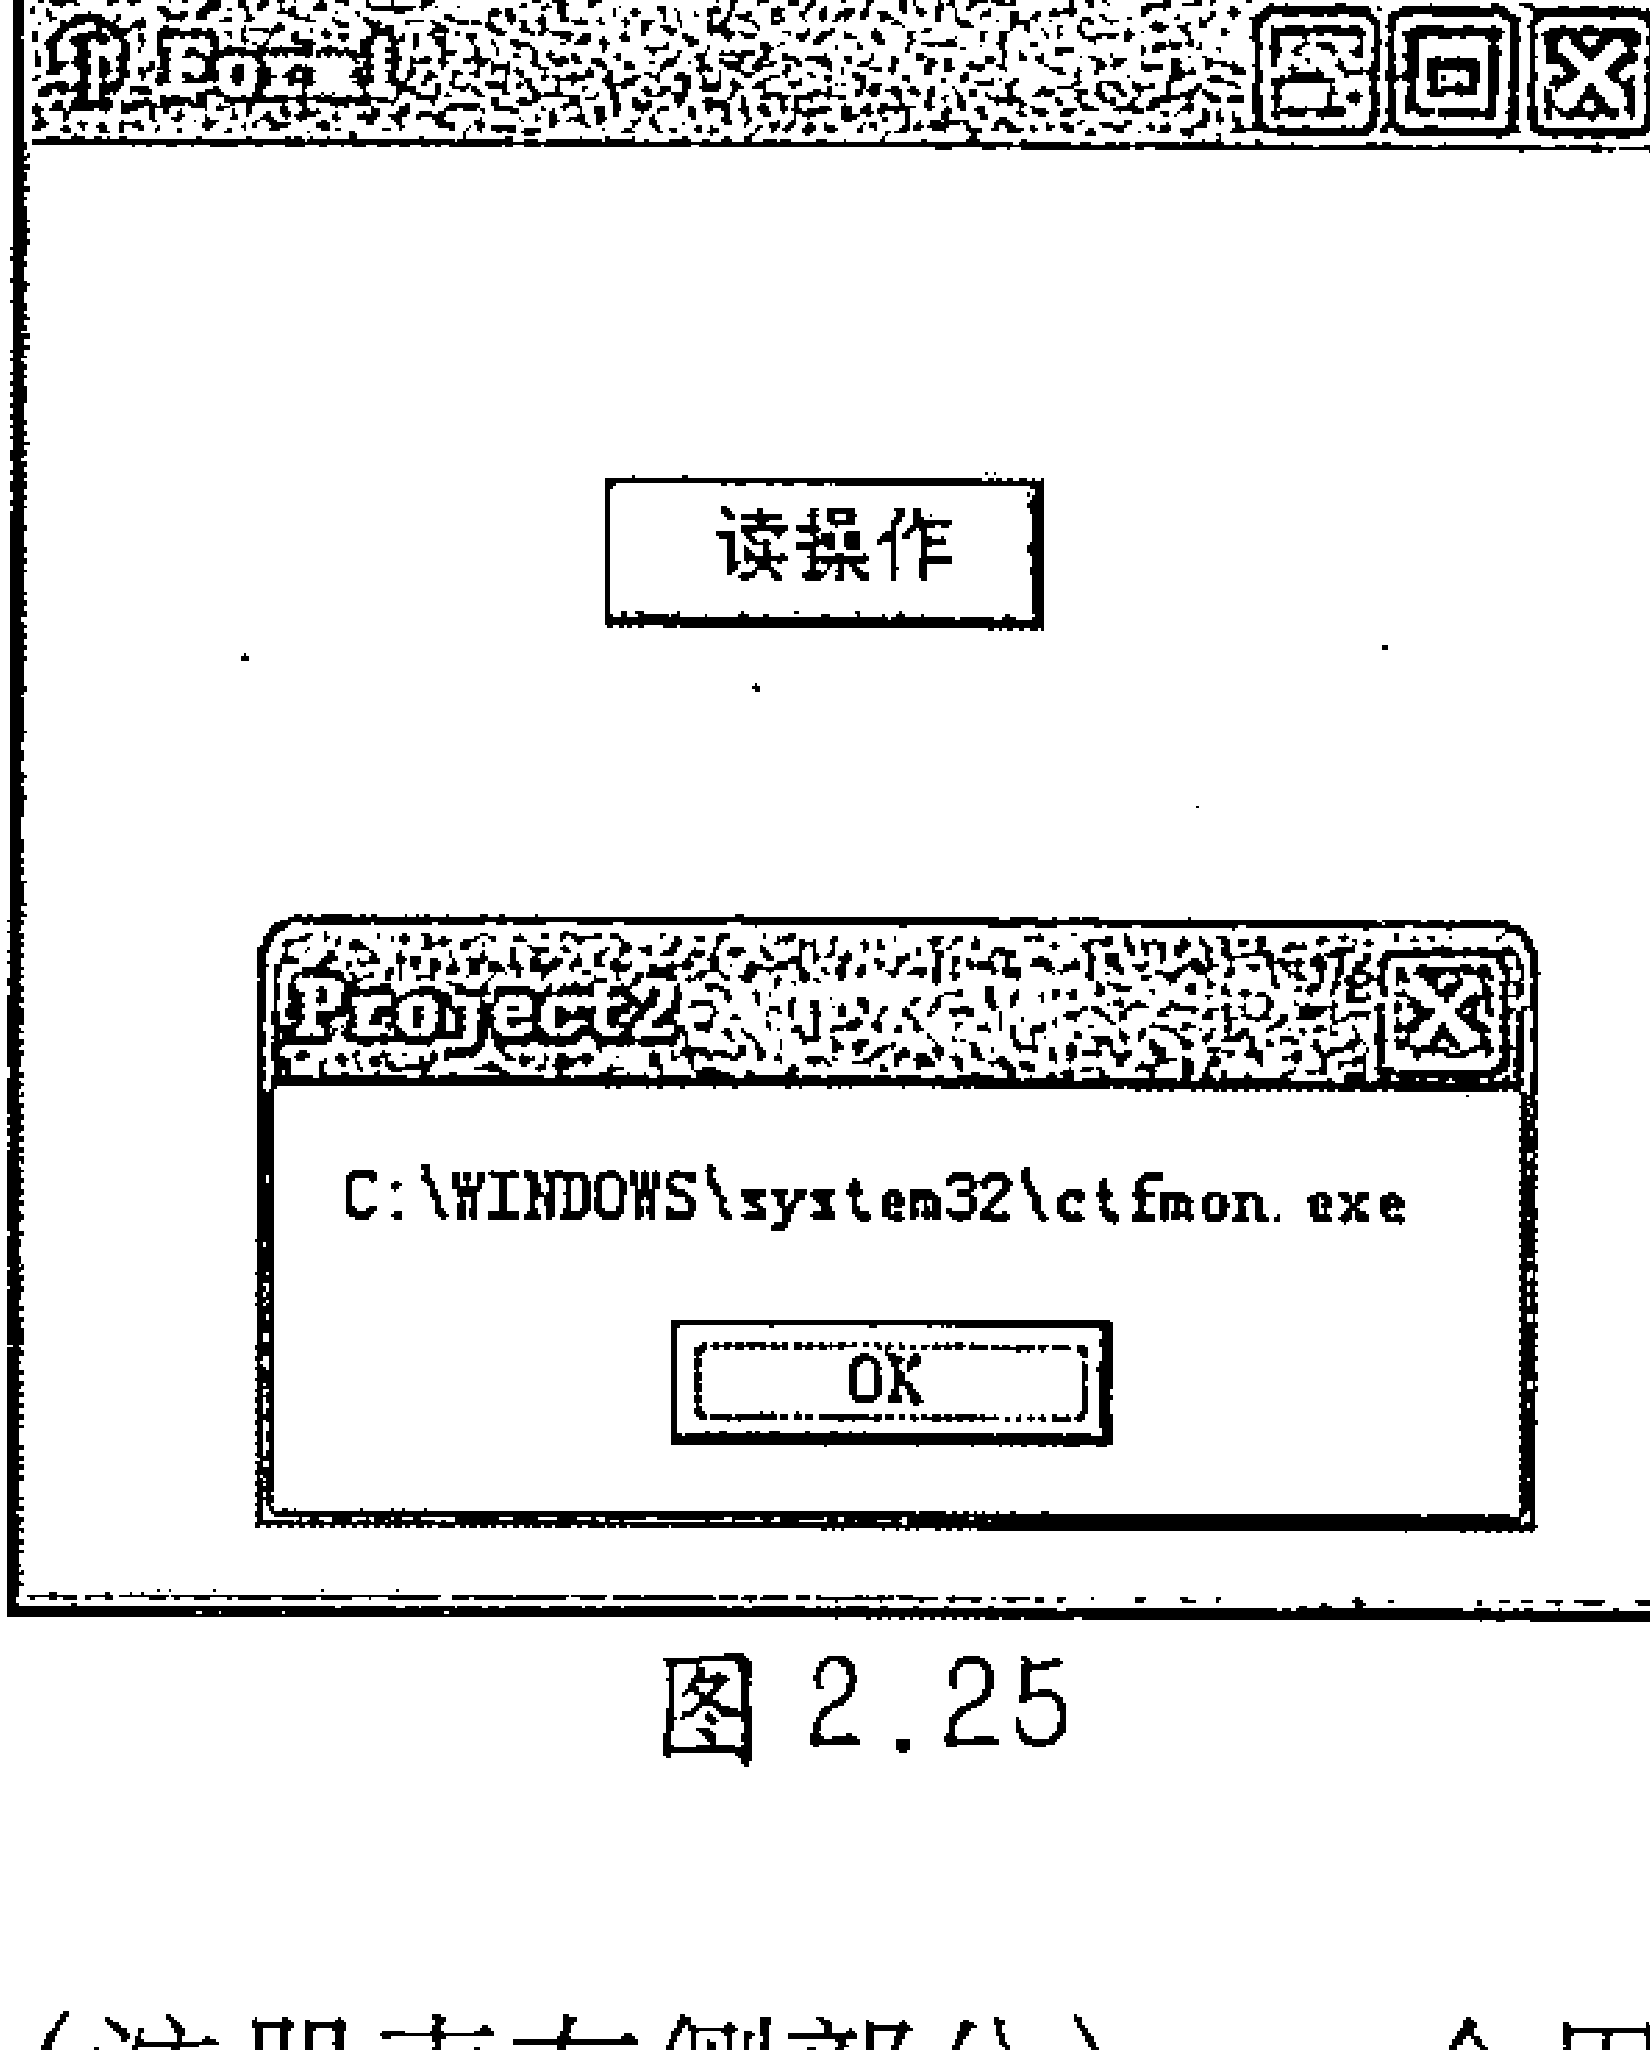 Form1
读操作
Project2
C:\WINDOWS\system32\ctfmon.exe
OK
图 2.25